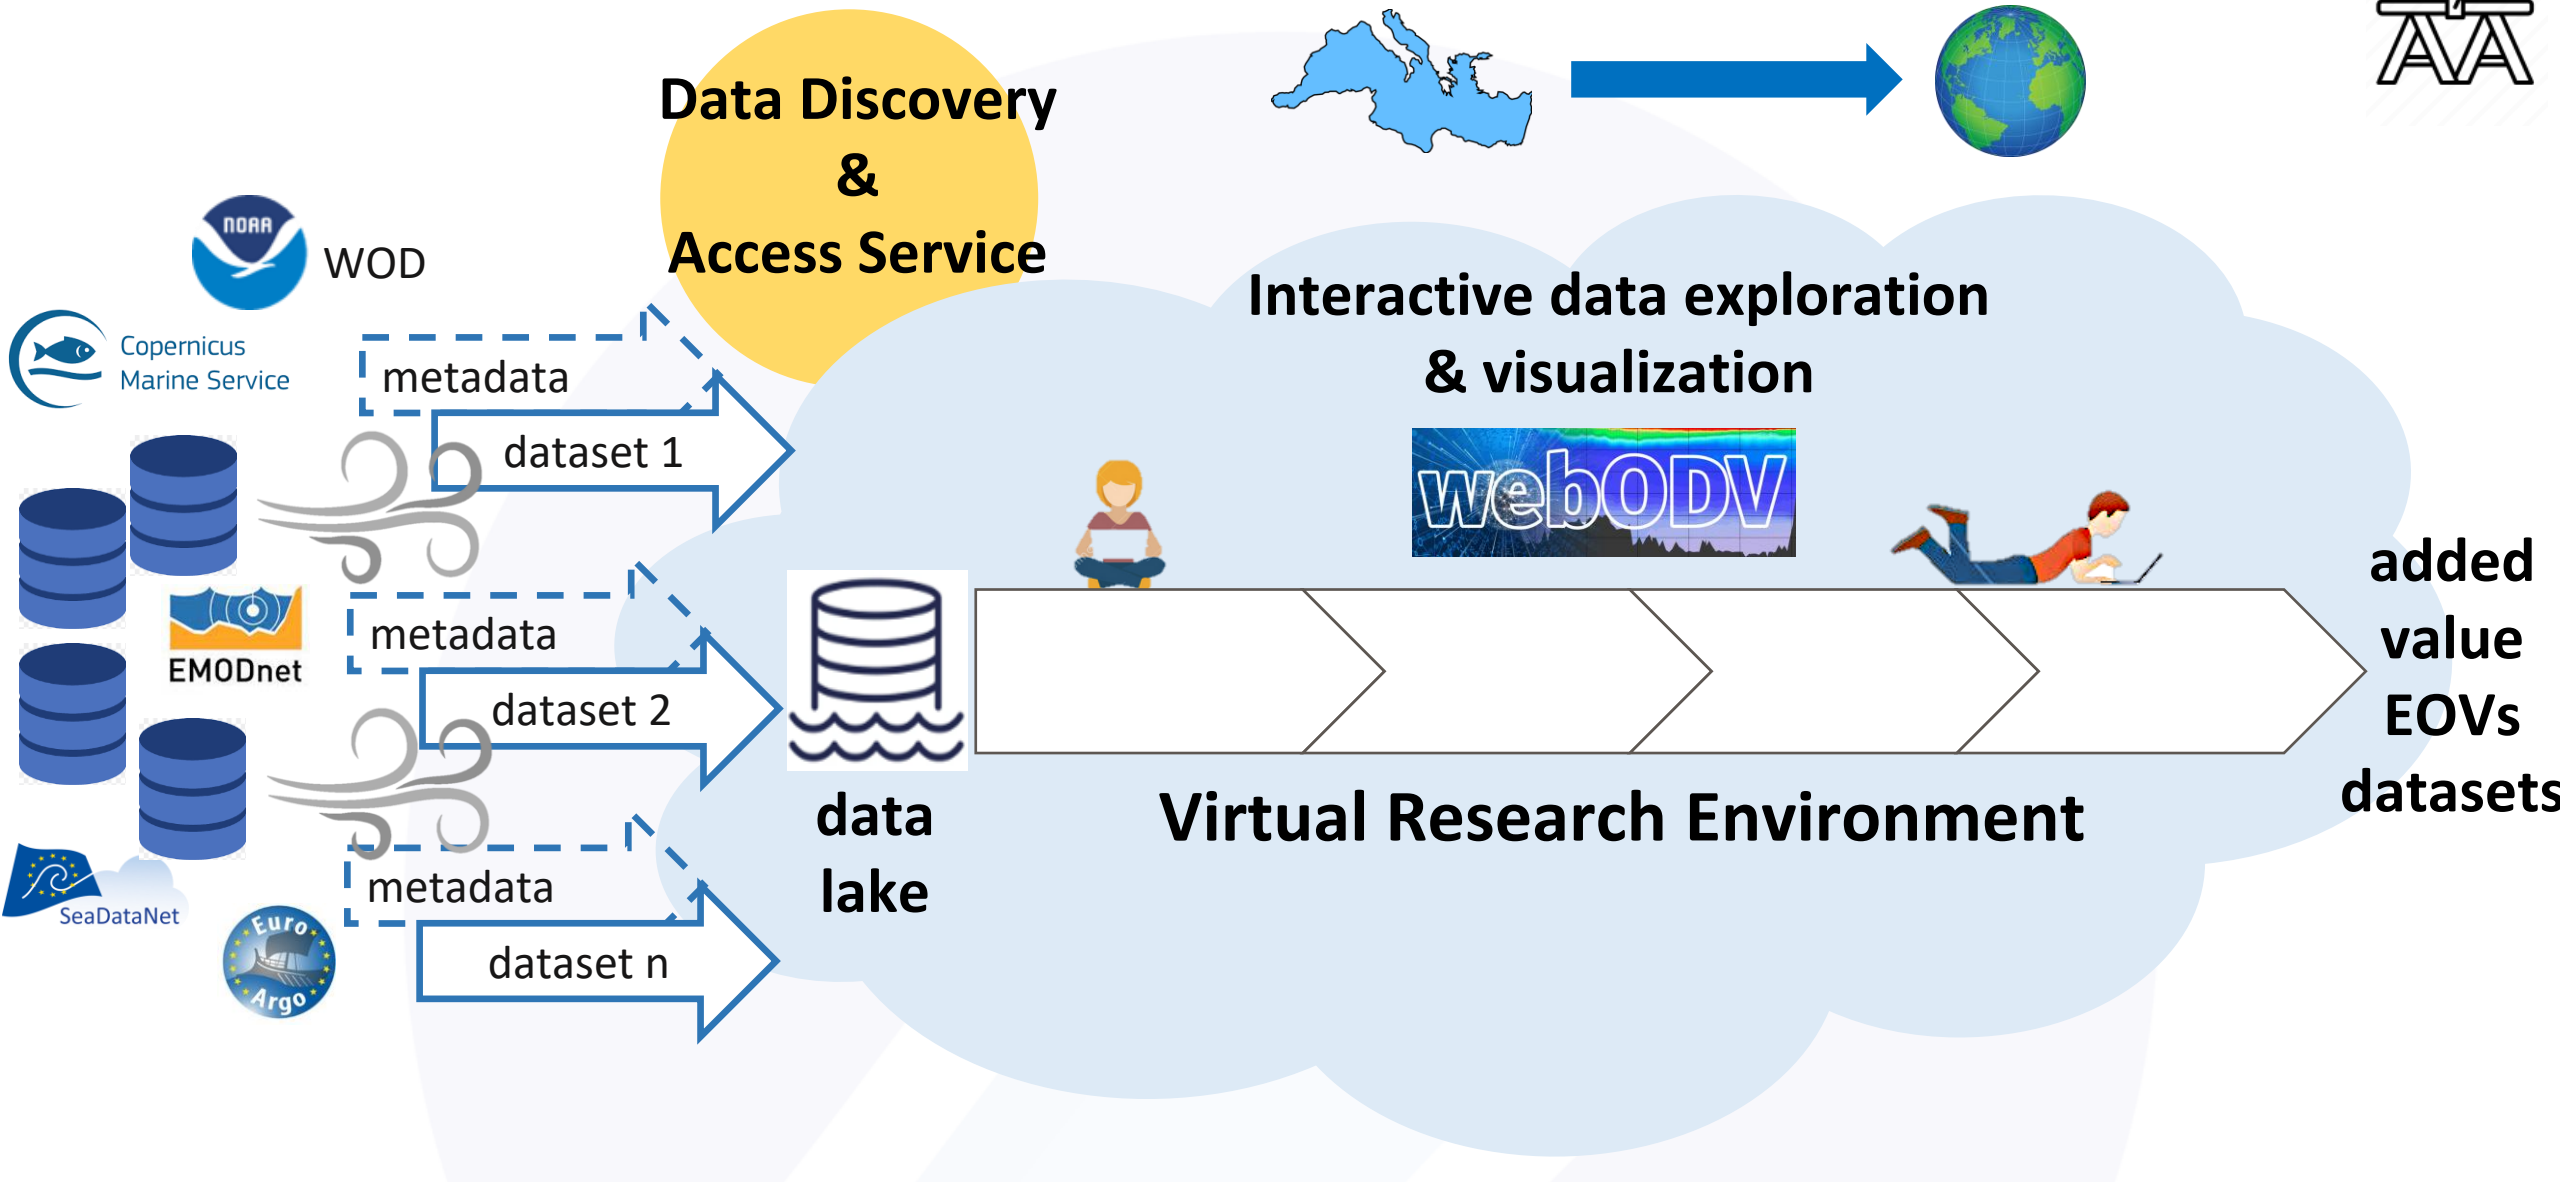 Data Discovery
&
Access Service
NOAA
WOD
Copernicus
Marine Service
metadata
dataset 1
Interactive data exploration
& visualization
webODV
EMODnet
metadata
dataset 2
data
lake
Virtual Research Environment
added
value
EOVs
datasets
SeaDataNet
Euro
Argo
metadata
dataset n